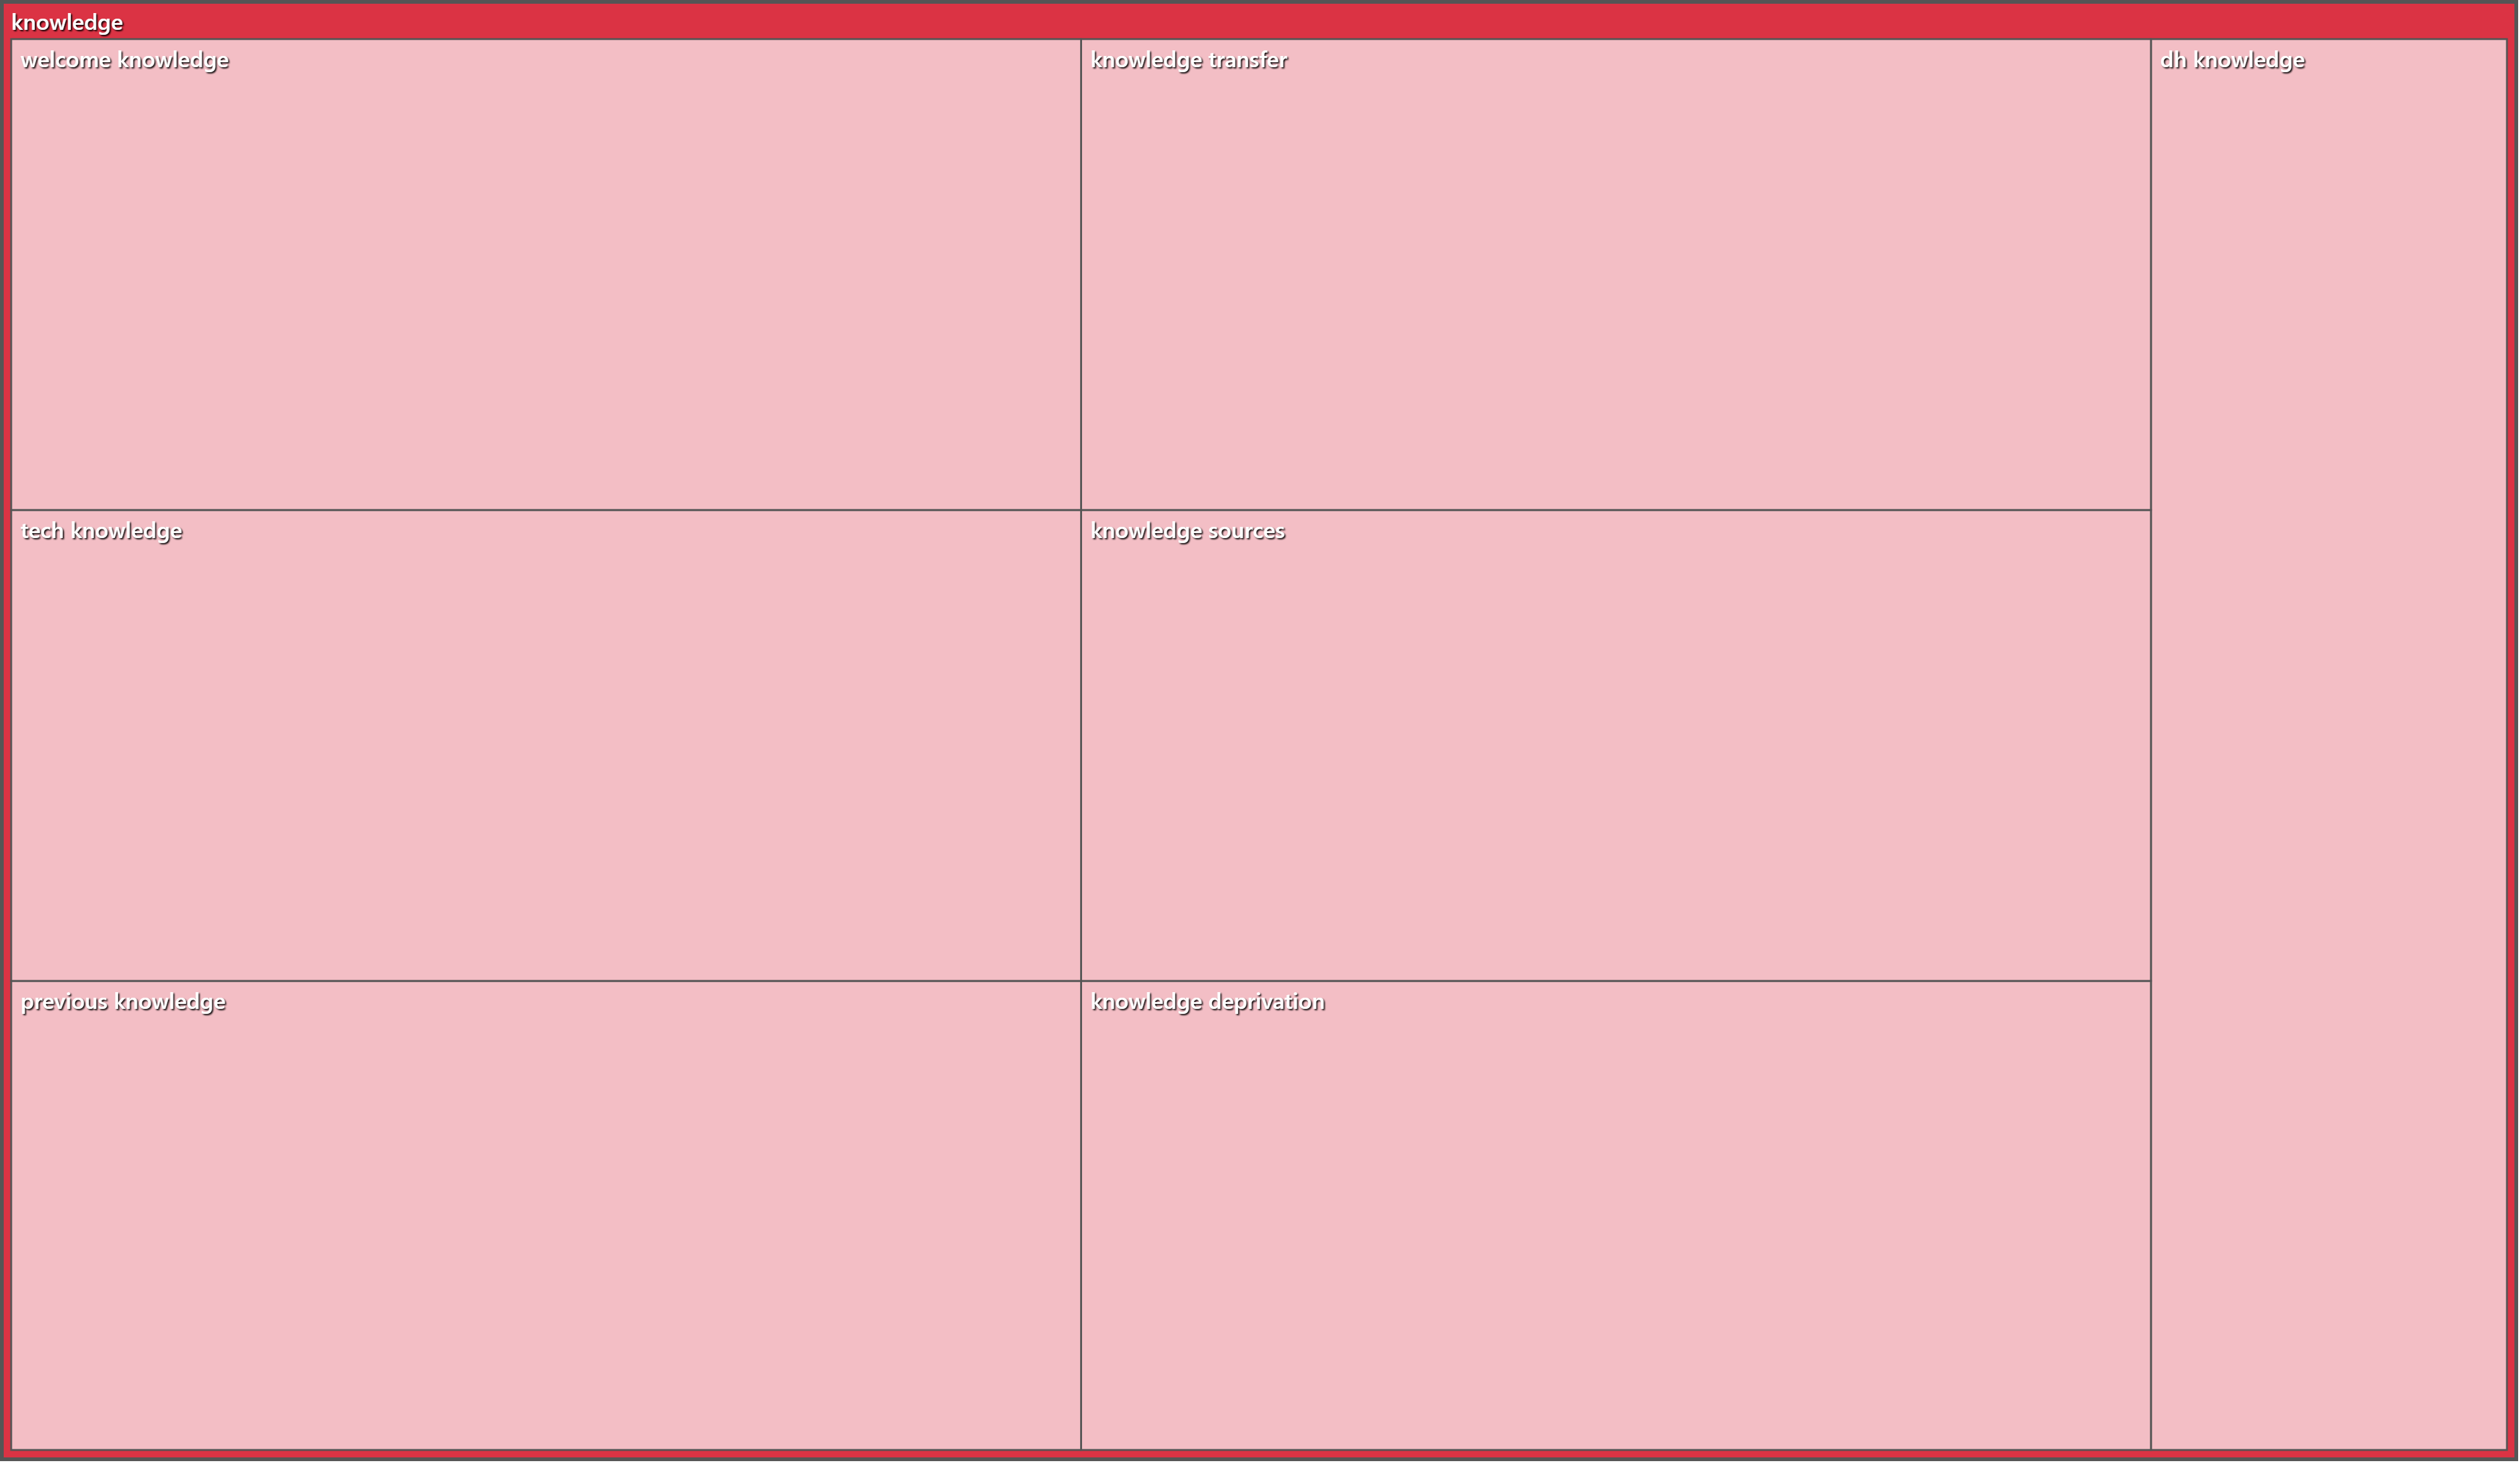 knowledge
welcome knowledge
knowledge transfer
dh knowledge
tech knowledge
knowledge sources
previous knowledge
knowledge deprivation